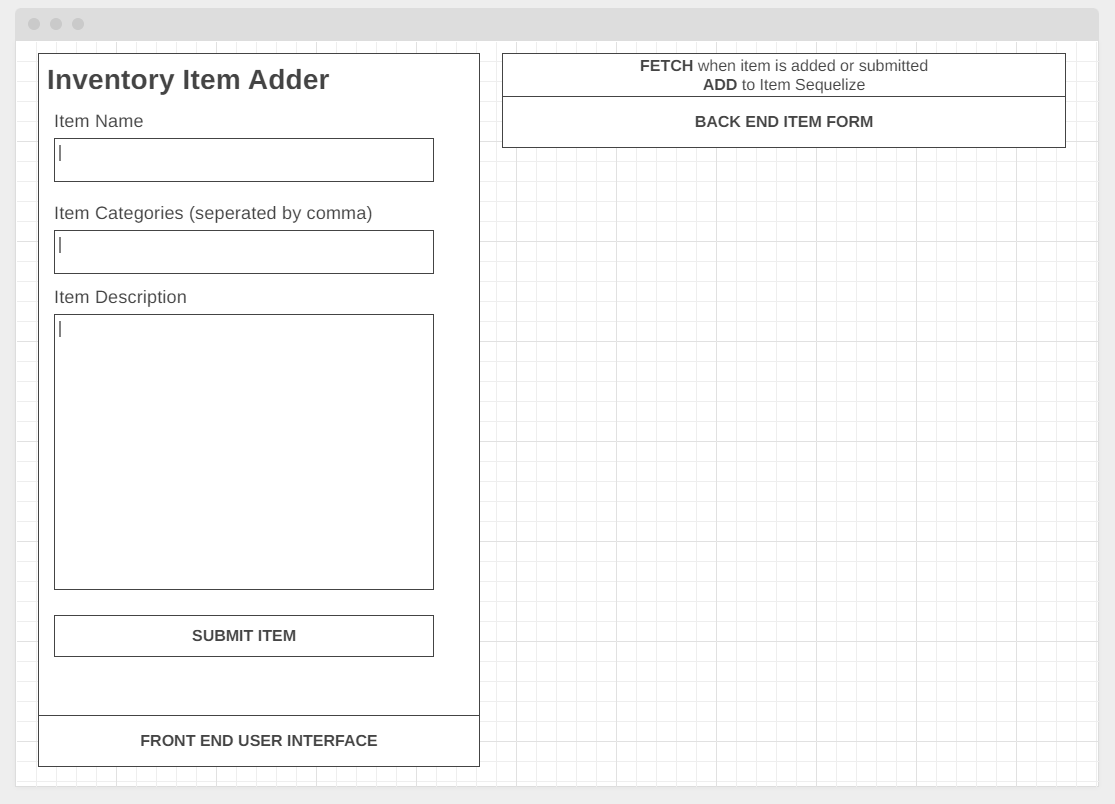 Inventory Item Adder
Item Name
Item Categories (seperated by comma)
Item Description
SUBMIT ITEM
FRONT END USER INTERFACE
FETCH when item is added or submitted
ADD to Item Sequelize
BACK END ITEM FORM